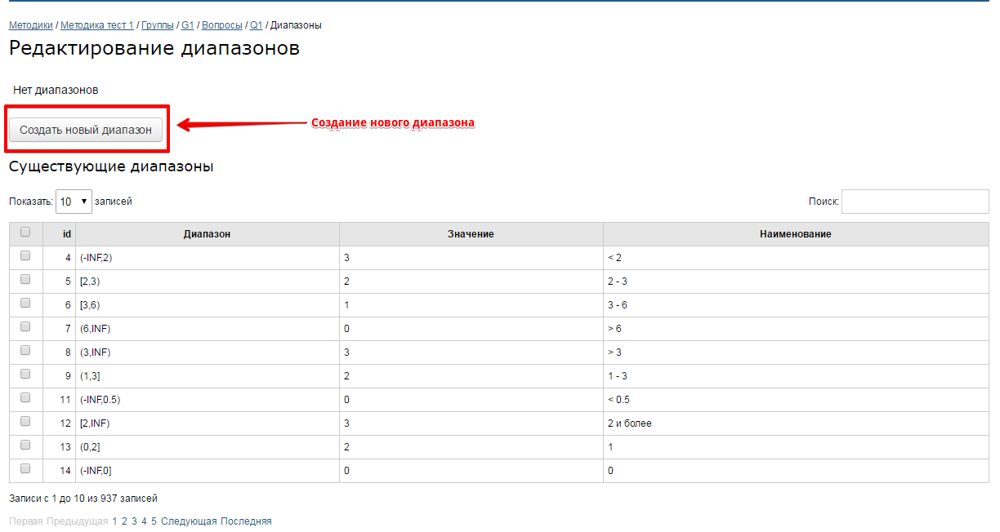 Методики / Методика тест 1 / Группы / G1 / Вопросы / Q1 / Диапазоны
Редактирование диапазонов
Нет диапазонов
Создать новый диапазон
Создание нового диапазона
Существующие диапазоны
Показать: 10 записей Поиск:
id Диапазон Значение Наименование
4 (-INF,2) 3 < 2
5 [2,3) 2 2 - 3
6 [3,6) 1 3 - 6
7 (6,INF) 0 > 6
8 (3,INF) 3 > 3
9 (1,3] 2 1 - 3
11 (-INF,0.5) 0 < 0.5
12 [2,INF) 3 2 и более
13 (0,2] 2 1
14 (-INF,0] 0 0
Записи с 1 до 10 из 937 записей
Первая Предыдущая 1 2 3 4 5 Следующая Последняя